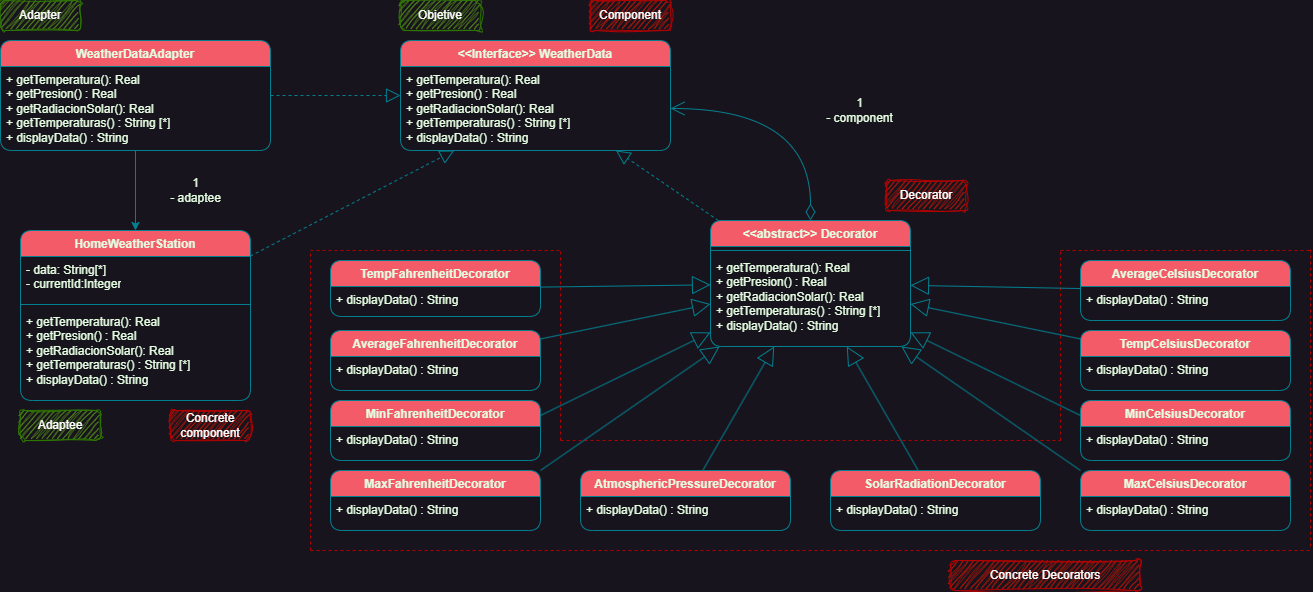 Adapter
Objetive
Component
WeatherDataAdapter
+ getTemperatura(): Real
+ getPresion() : Real
+ getRadiacionSolar(): Real
+ getTemperaturas() : String [*]
+ displayData() : String
<<Interface>> WeatherData
+ getTemperatura(): Real
+ getPresion() : Real
+ getRadiacionSolar(): Real
+ getTemperaturas() : String [*]
+ displayData() : String
1
- component
1
- adaptee
Decorator
HomeWeatherStation
- data: String[*]
- currentId:Integer
+ getTemperatura(): Real
+ getPresion() : Real
+ getRadiacionSolar(): Real
+ getTemperaturas() : String [*]
+ displayData() : String
Adaptee
Concrete
component
<<abstract>> Decorator
+ getTemperatura(): Real
+ getPresion() : Real
+ getRadiacionSolar(): Real
+ getTemperaturas() : String [*]
+ displayData() : String
TempFahrenheitDecorator
+ displayData() : String
AverageFahrenheitDecorator
+ displayData() : String
MinFahrenheitDecorator
+ displayData() : String
MaxFahrenheitDecorator
+ displayData() : String
AtmosphericPressureDecorator
+ displayData() : String
SolarRadiationDecorator
+ displayData() : String
AverageCelsiusDecorator
+ displayData() : String
TempCelsiusDecorator
+ displayData() : String
MinCelsiusDecorator
+ displayData() : String
MaxCelsiusDecorator
+ displayData() : String
Concrete Decorators